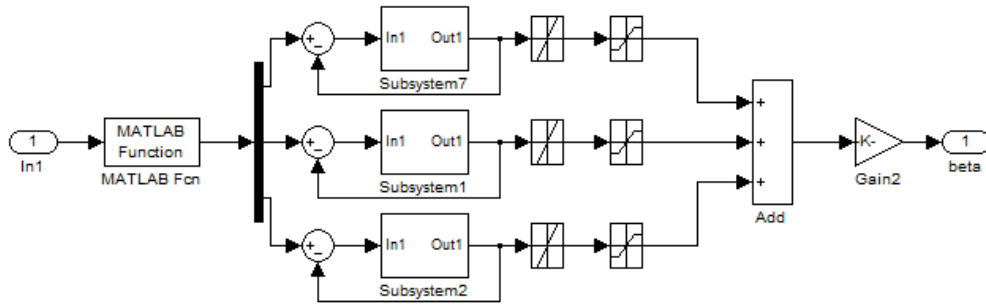 In1 Out1
Subsystem7
1
In1
MATLAB
Function
MATLAB Fcn
In1 Out1
Subsystem1
In1 Out1
Subsystem2
+
-
+
-
+
-
+
+
+
Add
K-
Gain2
1
beta